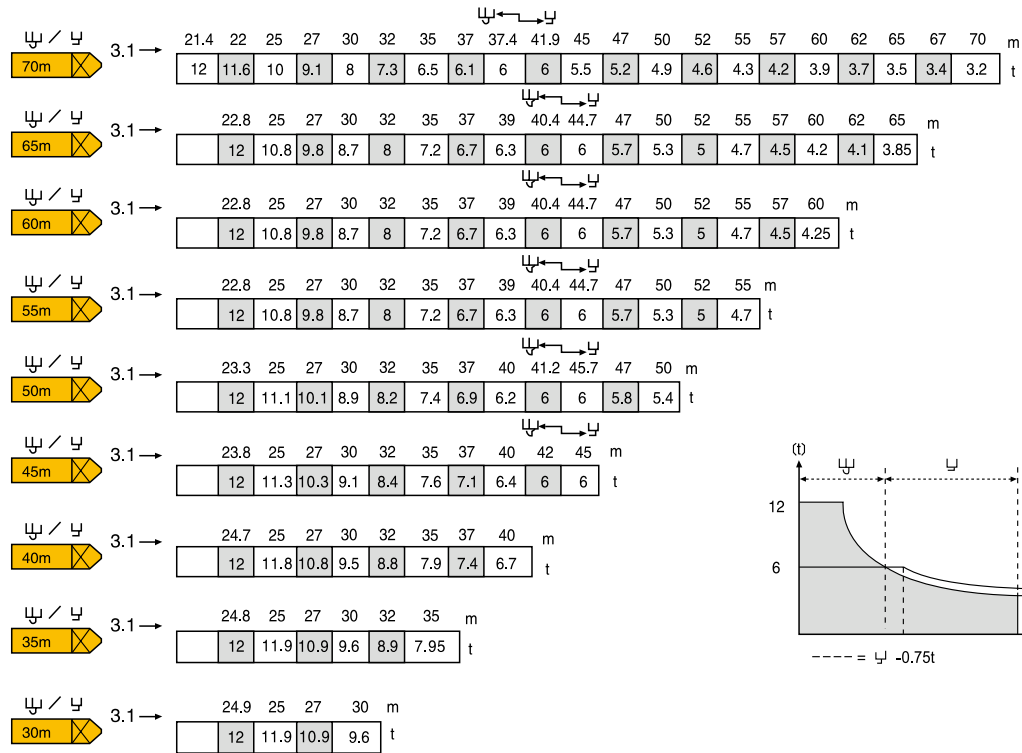 21.4 22 25 27 30 32 35 37 37.4 41.9 45 47 50 52 55 57 60 62 65 67 70 m
70m 3.1 12 11.6 10 9.1 8 7.3 6.5 6.1 6 6 5.5 5.2 4.9 4.6 4.3 4.2 3.9 3.7 3.5 3.4 3.2 t
22.8 25 27 30 32 35 37 39 40.4 44.7 47 50 52 55 57 60 62 65 m
65m 3.1 12 10.8 9.8 8.7 8 7.2 6.7 6.3 6 6 5.7 5.3 5 4.7 4.5 4.2 4.1 3.85 t
22.8 25 27 30 32 35 37 39 40.4 44.7 47 50 52 55 57 60 m
60m 3.1 12 10.8 9.8 8.7 8 7.2 6.7 6.3 6 6 5.7 5.3 5 4.7 4.5 4.25 t
22.8 25 27 30 32 35 37 39 40.4 44.7 47 50 52 55 m
55m 3.1 12 10.8 9.8 8.7 8 7.2 6.7 6.3 6 6 5.7 5.3 5 4.7 t
23.3 25 27 30 32 35 37 40 41.2 45.7 47 50 m
50m 3.1 12 11.1 10.1 8.9 8.2 7.4 6.9 6.2 6 6 5.8 5.4 t
23.8 25 27 30 32 35 37 40 42 45 m
45m 3.1 12 11.3 10.3 9.1 8.4 7.6 7.1 6.4 6 6 t
24.7 25 27 30 32 35 37 40 m
40m 3.1 12 11.8 10.8 9.5 8.8 7.9 7.4 6.7 t
24.8 25 27 30 32 35 m
35m 3.1 12 11.9 10.9 9.6 8.9 7.95 t
24.9 25 27 30 m
30m 3.1 12 11.9 10.9 9.6 t
(t)
12
6
---- = -0.75t